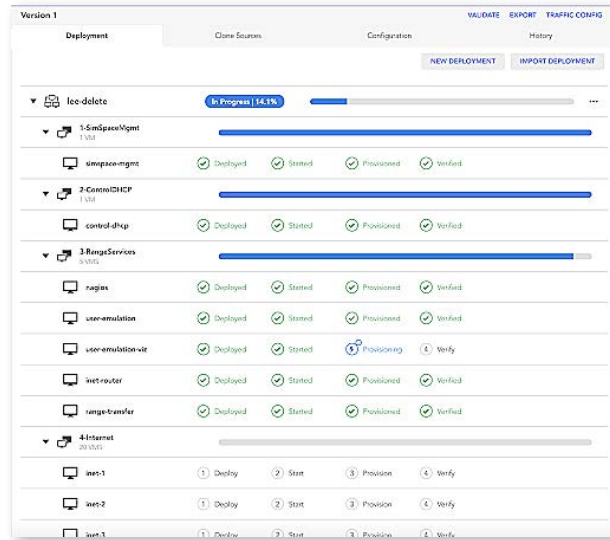 Version 1 VALIDATE EXPORT TRAFFIC CONFIG
Deployment Clone Sources Configuration History
NEW DEPLOYMENT IMPORT DEPLOYMENT
lee-delete In Progress | 14.1%
1-SimSpaceMgmt
1 VM
simspace-mgmt Deployed Started Provisioned Verified
2-ControlDHCP
1 VM
control-dhcp Deployed Started Provisioned Verified
3-RangeServices
5 VMS
nagios Deployed Started Provisioned Verified
user-emulation Deployed Started Provisioned Verified
user-emulation-viz Deployed Started Provisioning 4 Verify
inet-router Deployed Started Provisioned Verified
range-transfer Deployed Started Provisioned Verified
4-Internet
20 VMS
inet-1 1 Deploy 2 Start 3 Provision 4 Verify
inet-2 1 Deploy 2 Start 3 Provision 4 Verify
inet-3 1 Deploy 2 Start 3 Provision 4 Verify